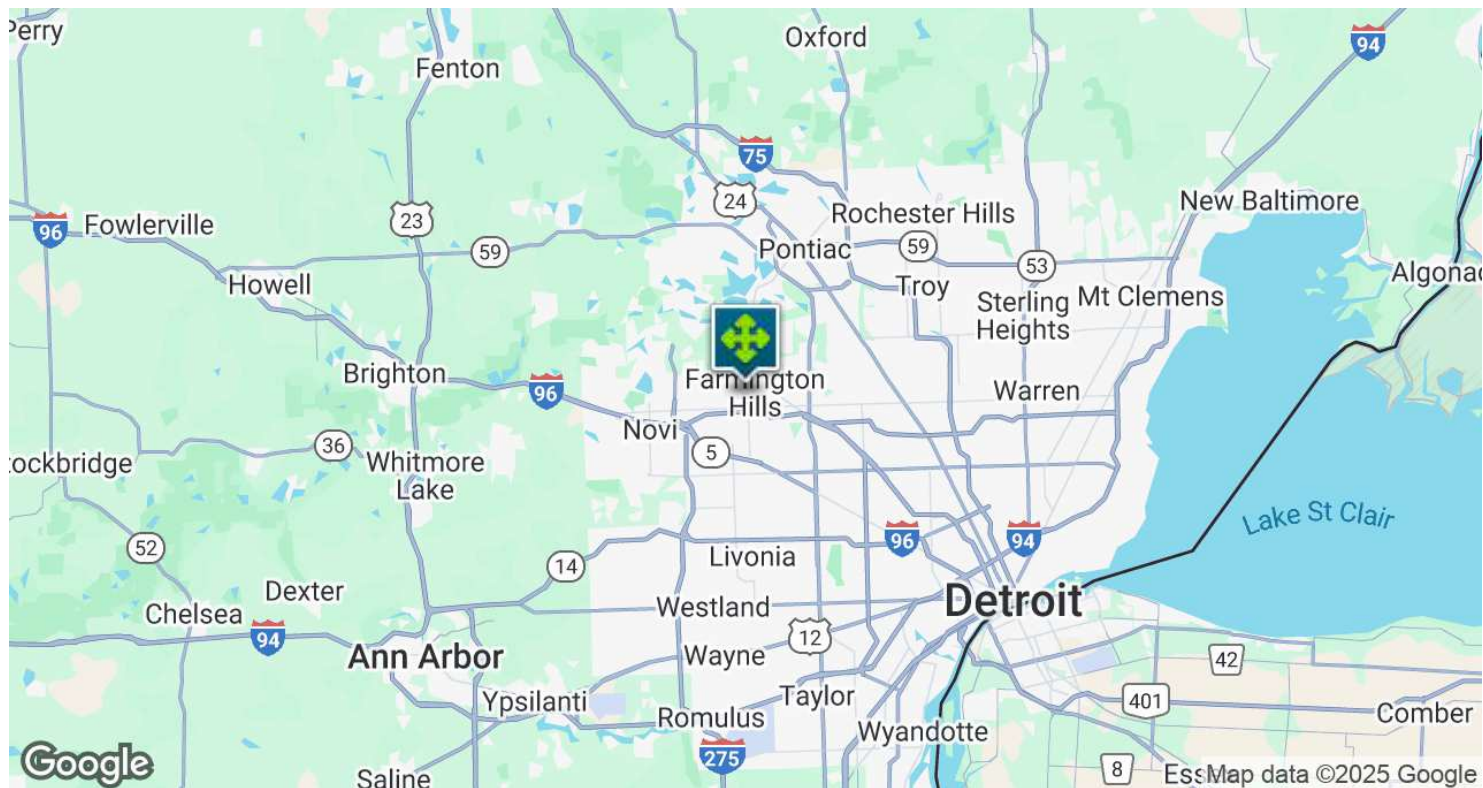 Perry
Oxford
94
Fenton
75
24
New Baltimore
Rochester Hills
23
96
Fowlerville
59
Pontiac
59
53
Algonac
Howell
Troy
Sterling
Heights
Mt Clemens
Brighton
Farmington
Hills
96
Warren
Novi
5
36
Whitmore
Lake
tockbridge
Lake St Clair
52
96
94
Livonia
14
Dexter
Chelsea
Westland
Detroit
94
12
Ann Arbor
Wayne
42
Ypsilanti
Taylor
401
Romulus
Wyandotte
Comber
275
Google
Saline
8
Ess
Map data ©2025 Google